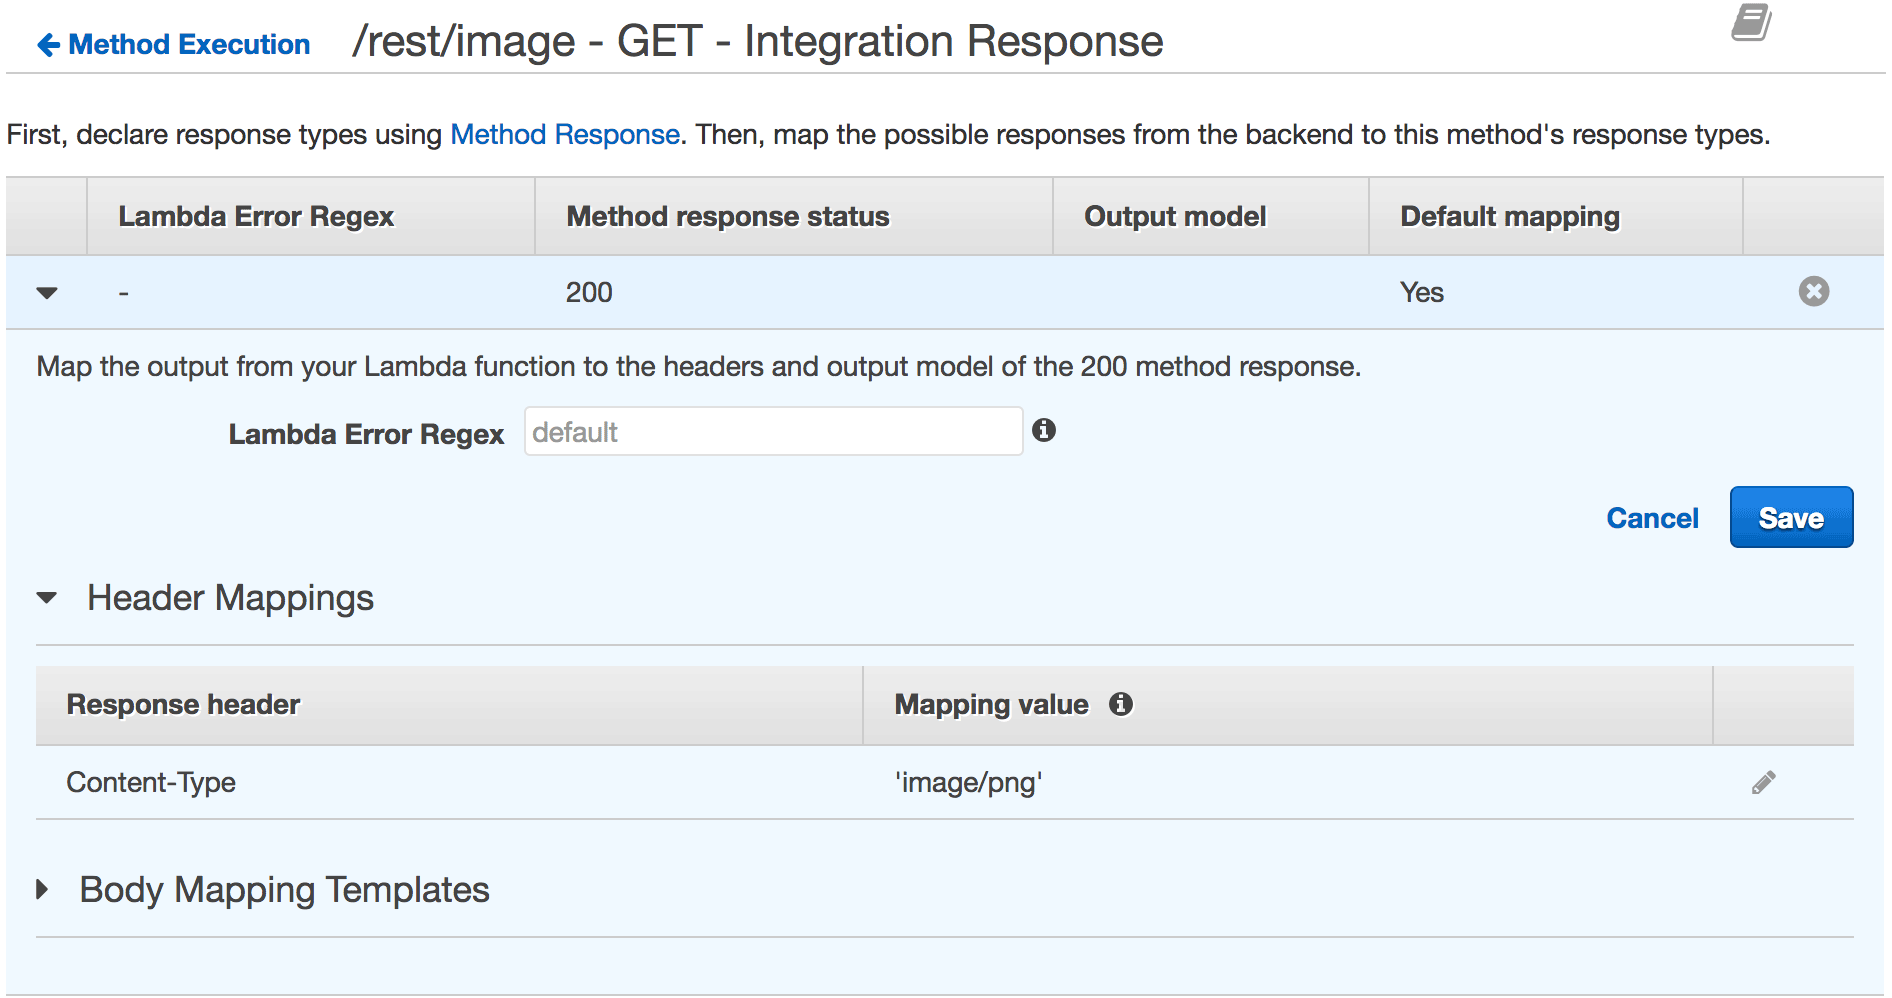 Method Execution /rest/image - GET - Integration Response
First, declare response types using Method Response. Then, map the possible responses from the backend to this method's response types.
Lambda Error Regex Method response status Output model Default mapping
- 200 Yes
Map the output from your Lambda function to the headers and output model of the 200 method response.
Lambda Error Regex default
Cancel Save
Header Mappings
Response header Mapping value
Content-Type 'image/png'
Body Mapping Templates